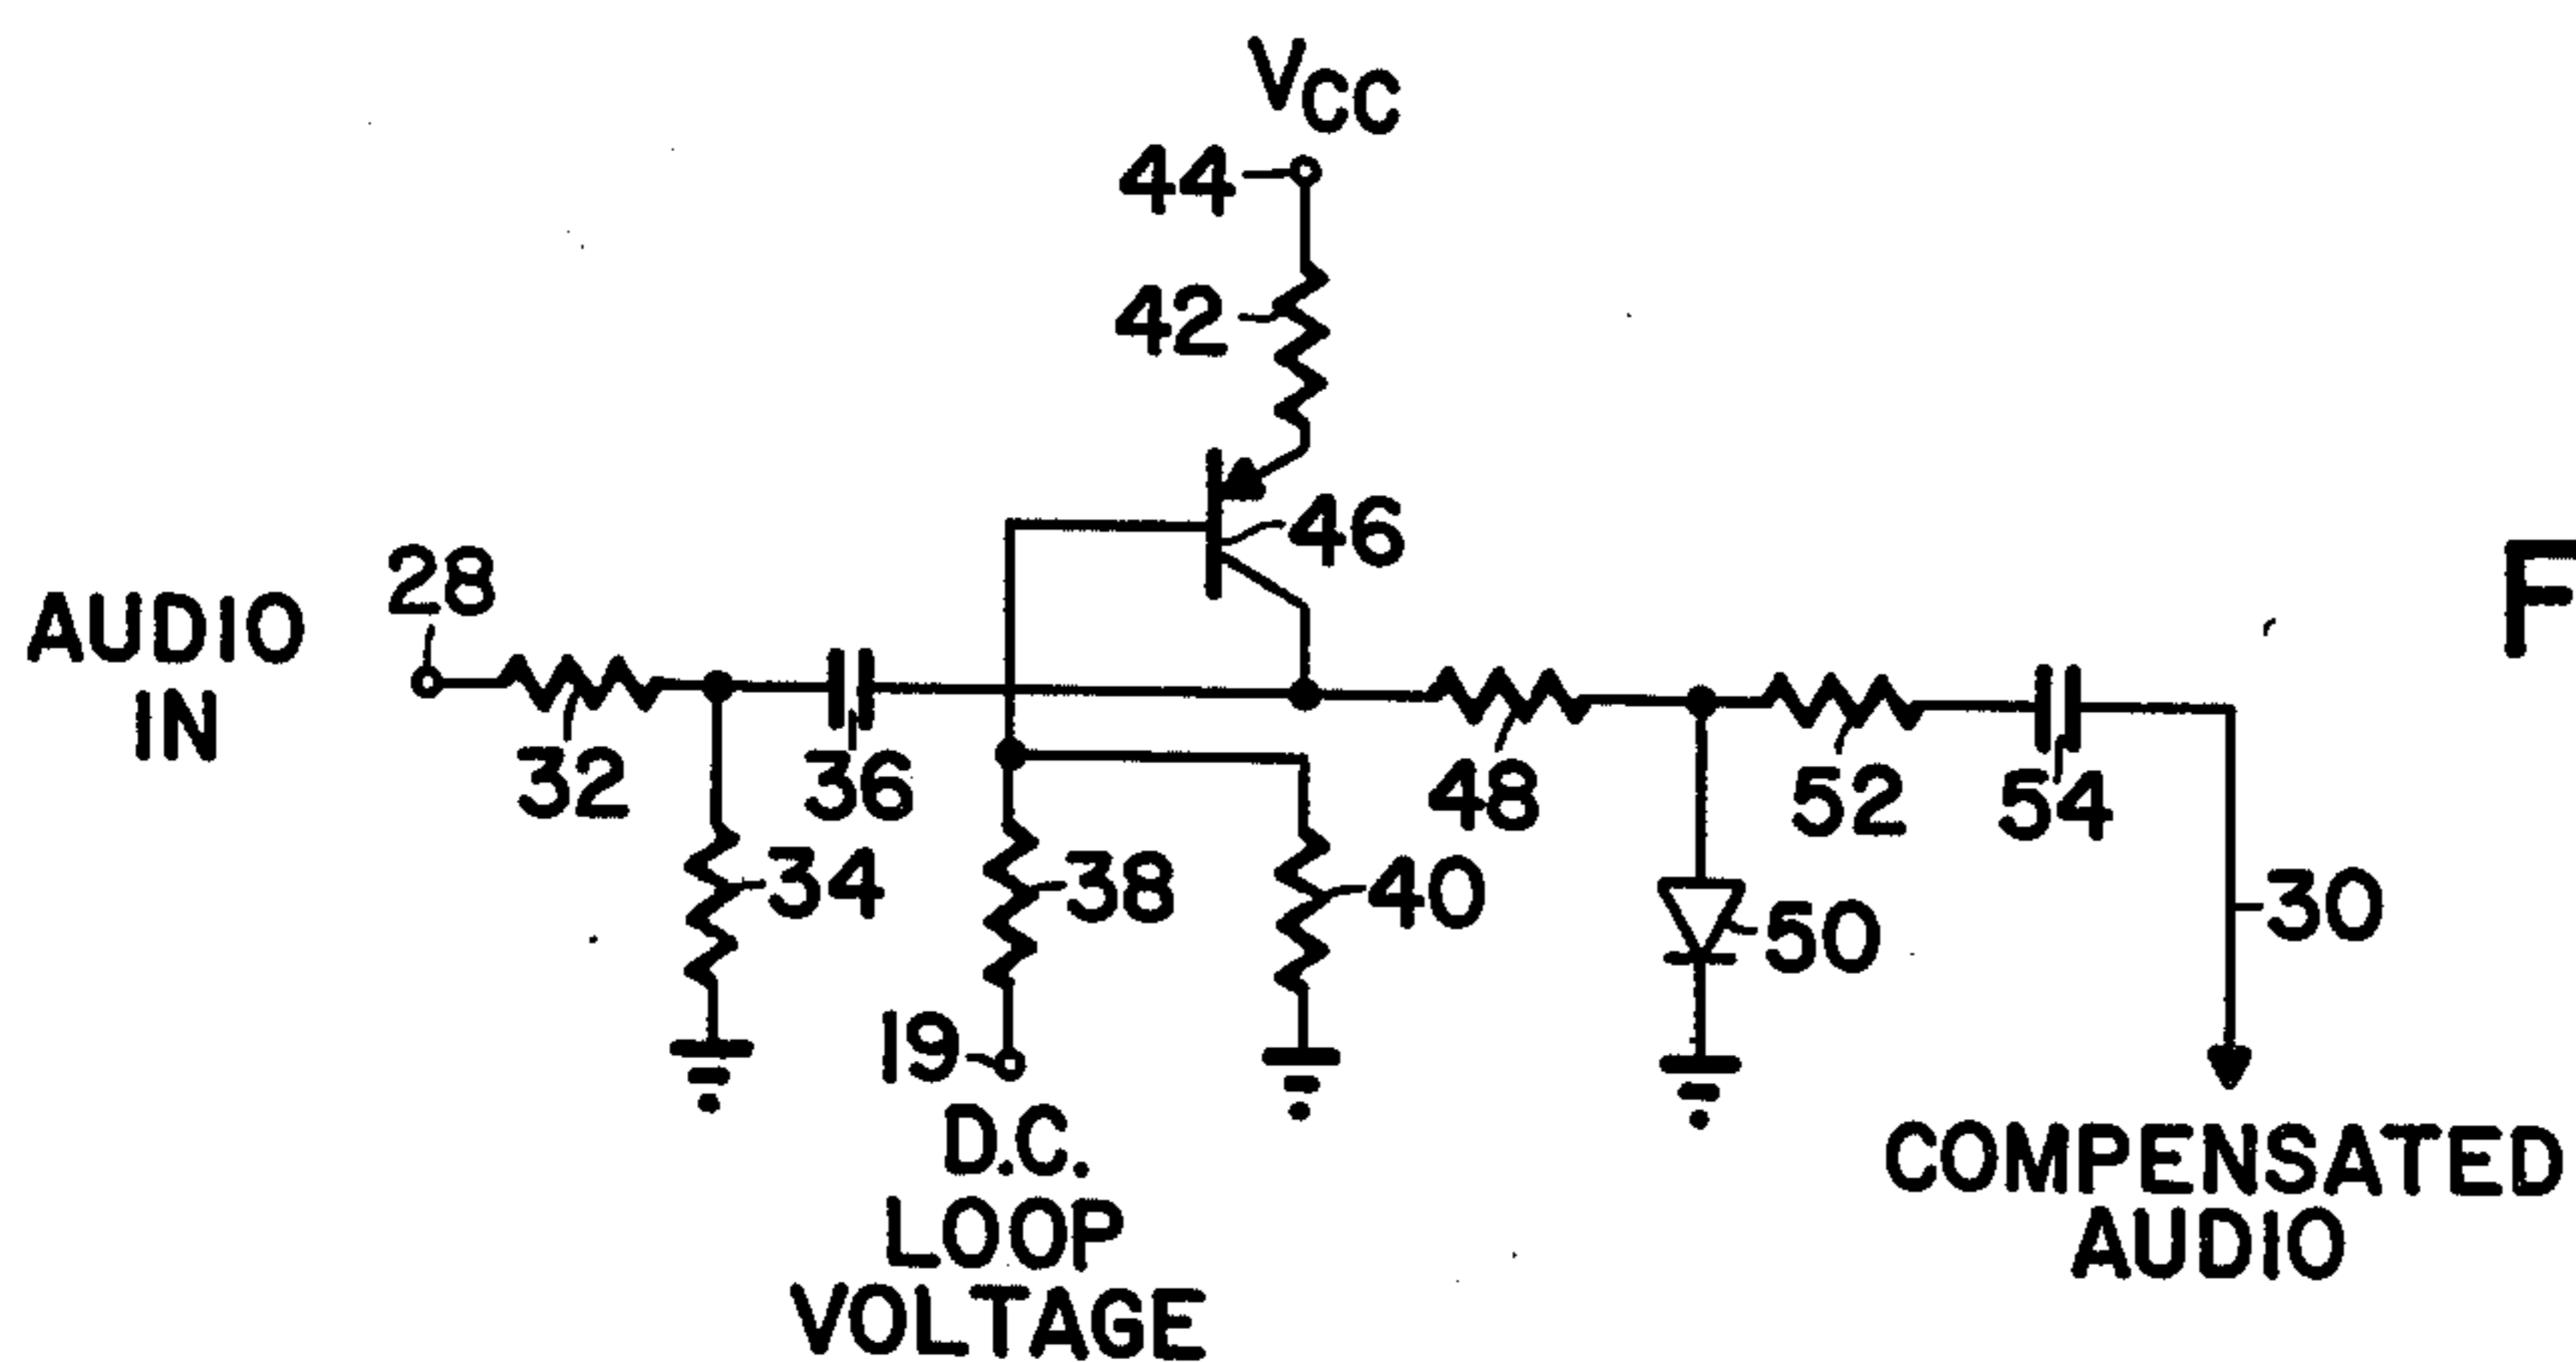 VCC
44
42
46
AUDIO
IN
28
32
36
34
38
40
48
50
52
54
30
19
D.C.
LOOP
VOLTAGE
COMPENSATED
AUDIO
F